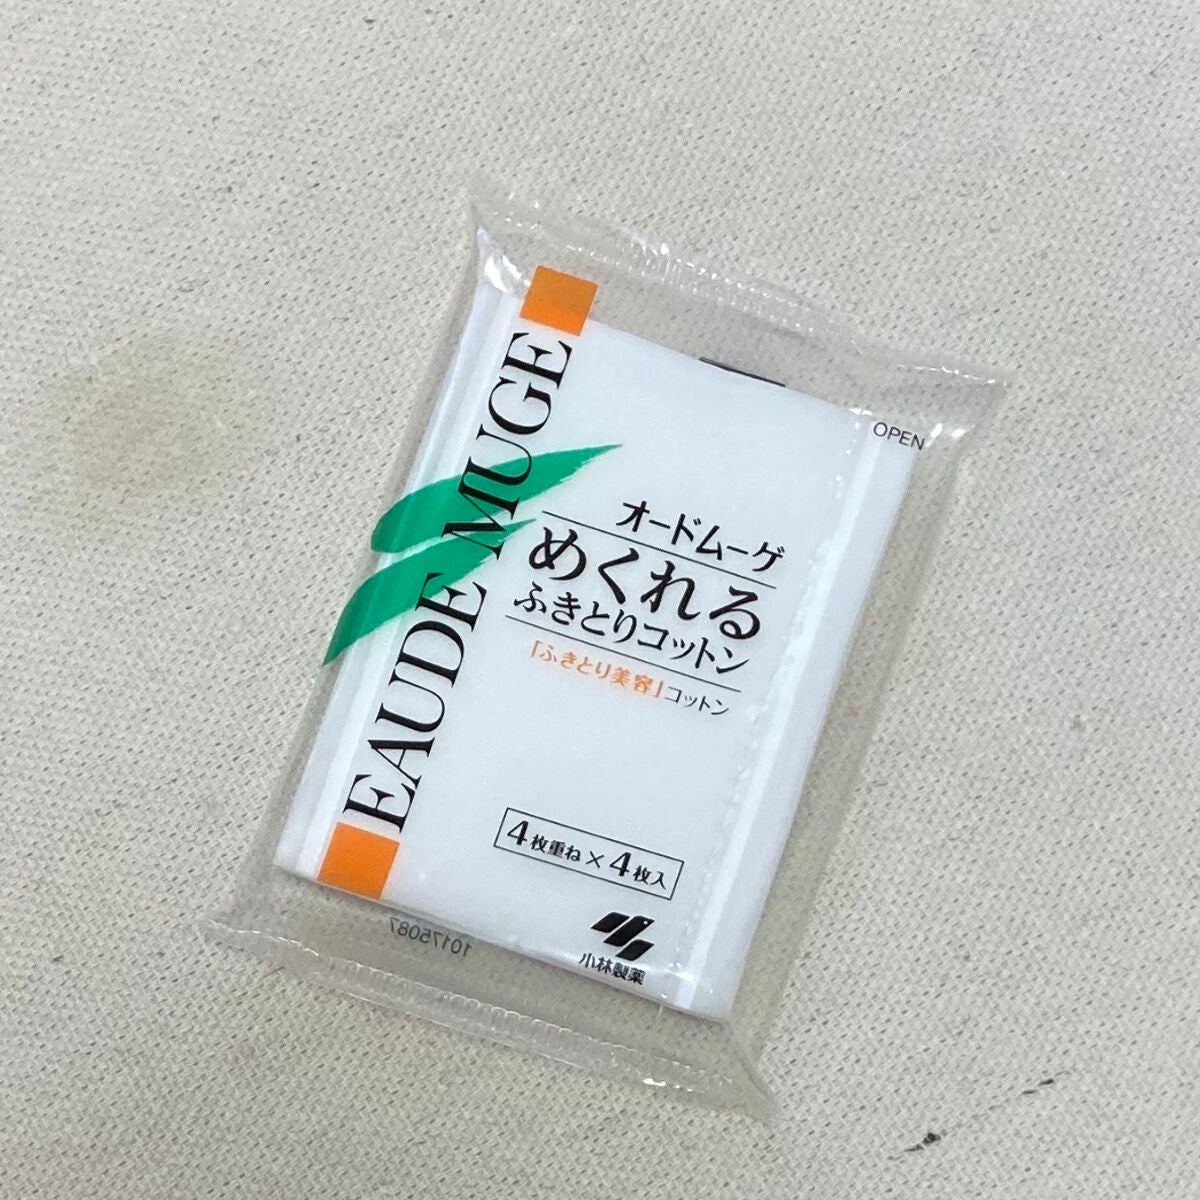 OPEN
EAUDE MUGE
オードムーゲ
めくれる
ふきとりコットン
「ふきとり美容」コットン
4枚重ね×4枚入
小林製薬
10175087